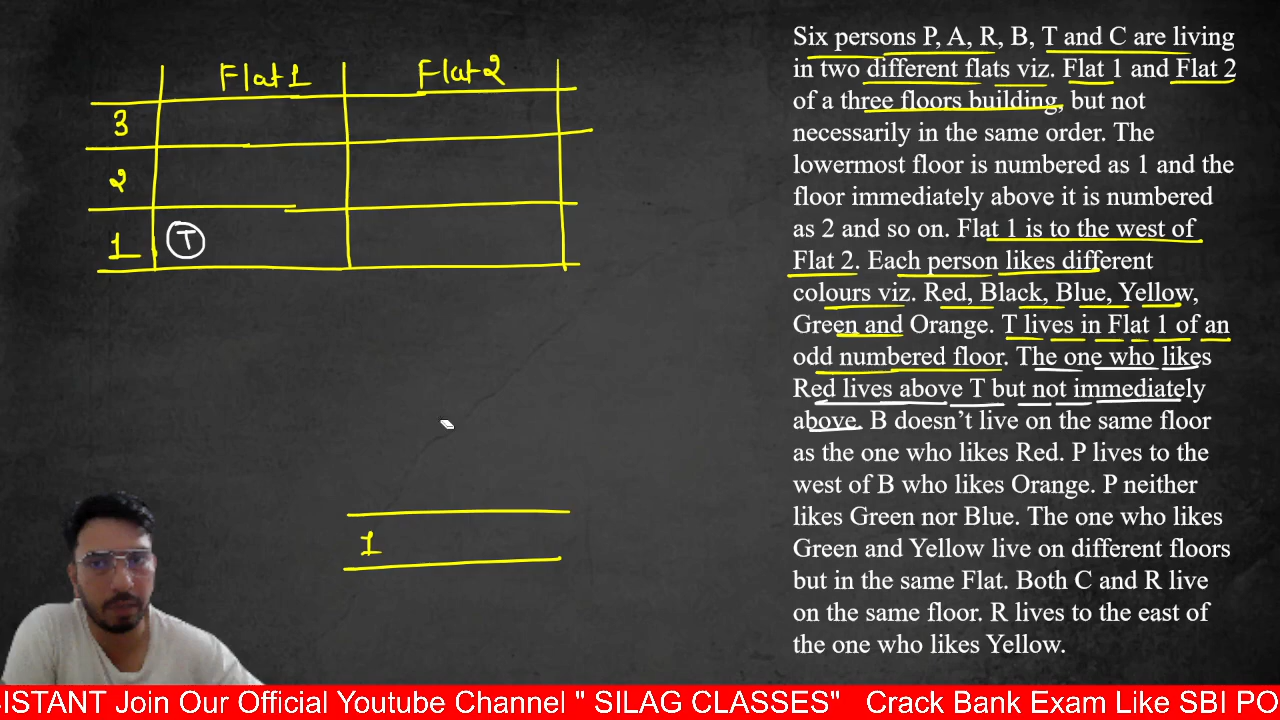 Flat 1 Flat 2
3
2
1 T
1
Six persons P, A, R, B, T and C are living
in two different flats viz. Flat 1 and Flat 2
of a three floors building, but not
necessarily in the same order. The
lowermost floor is numbered as 1 and the
floor immediately above it is numbered
as 2 and so on. Flat 1 is to the west of
Flat 2. Each person likes different
colours viz. Red, Black, Blue, Yellow,
Green and Orange. T lives in Flat 1 of an
odd numbered floor. The one who likes
Red lives above T but not immediately
above. B doesn’t live on the same floor
as the one who likes Red. P lives to the
west of B who likes Orange. P neither
likes Green nor Blue. The one who likes
Green and Yellow live on different floors
but in the same Flat. Both C and R live
on the same floor. R lives to the east of
the one who likes Yellow.
ISTANT Join Our Official Youtube Channel " SILAG CLASSES" Crack Bank Exam Like SBI PO